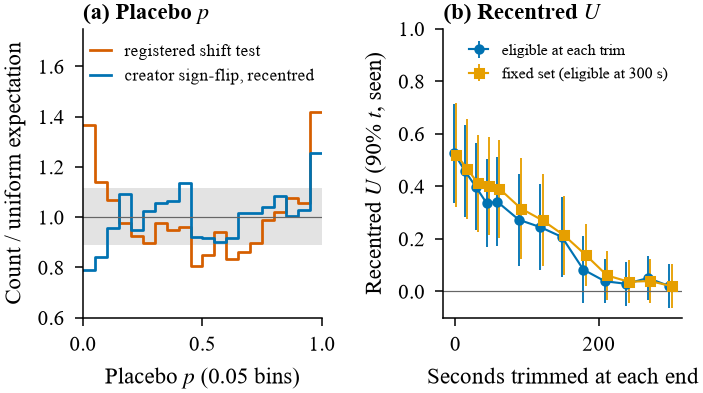 (a) Placebo p
registered shift test
creator sign-flip, recentred
Count / uniform expectation
1.6
1.4
1.2
1.0
0.8
0.6
0.0
0.5
1.0
Placebo p (0.05 bins)
(b) Recentred U
eligible at each trim
fixed set (eligible at 300 s)
Recentred U (90% t, seen)
1.0
0.8
0.6
0.4
0.2
0.0
0
200
Seconds trimmed at each end